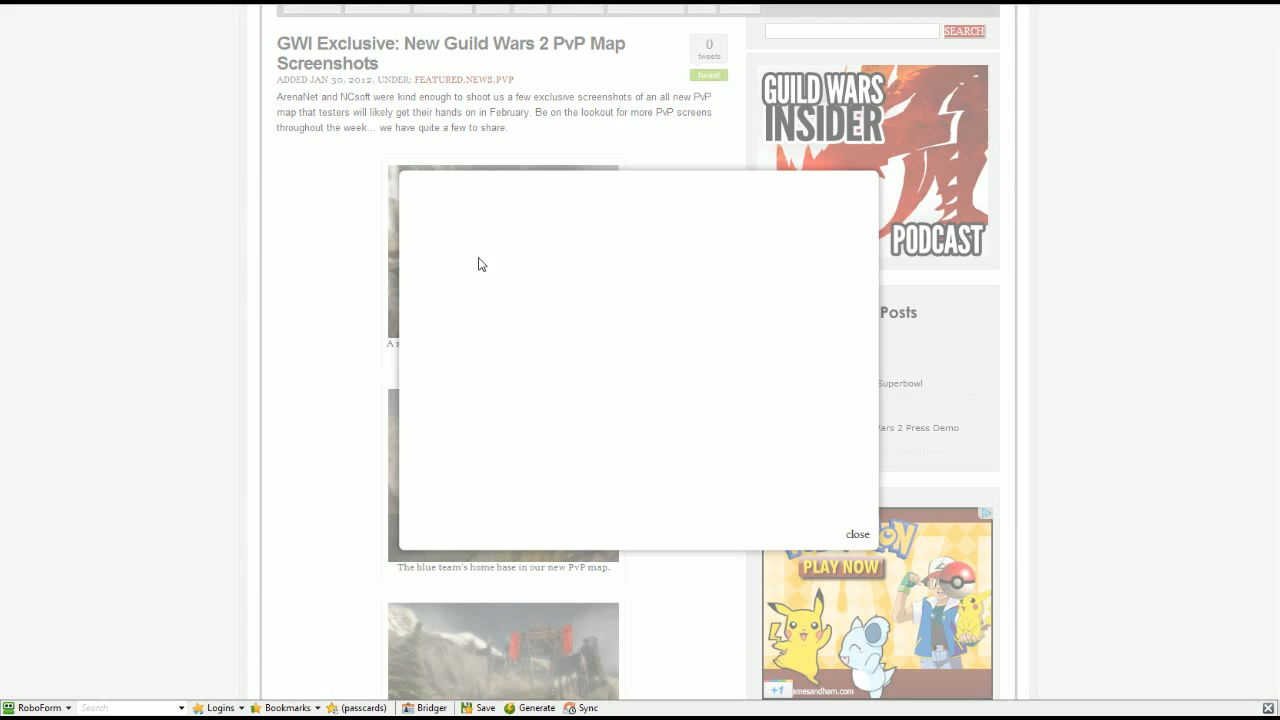 GWI Exclusive: New Guild Wars 2 PvP Map
Screenshots
ADDED JAN 30, 2012, UNDER: FEATURED,NEWS,PVP
ArenaNet and NCsoft were kind enough to shoot us a few exclusive screenshots of an all new PvP
map that testers will likely get their hands on in February. Be on the lookout for more PvP screens
throughout the week... we have quite a few to share.
0
tweets
tweet
SEARCH
GUILD WARS
INSIDER
PODCAST
A
Posts
Superbowl
Wars 2 Press Demo
close
PLAY NOW
The blue team's home base in our new PvP map.
+1
amesandham.com
RoboForm
Search
Logins
Bookmarks
(passcards)
Bridger
Save
Generate
Sync